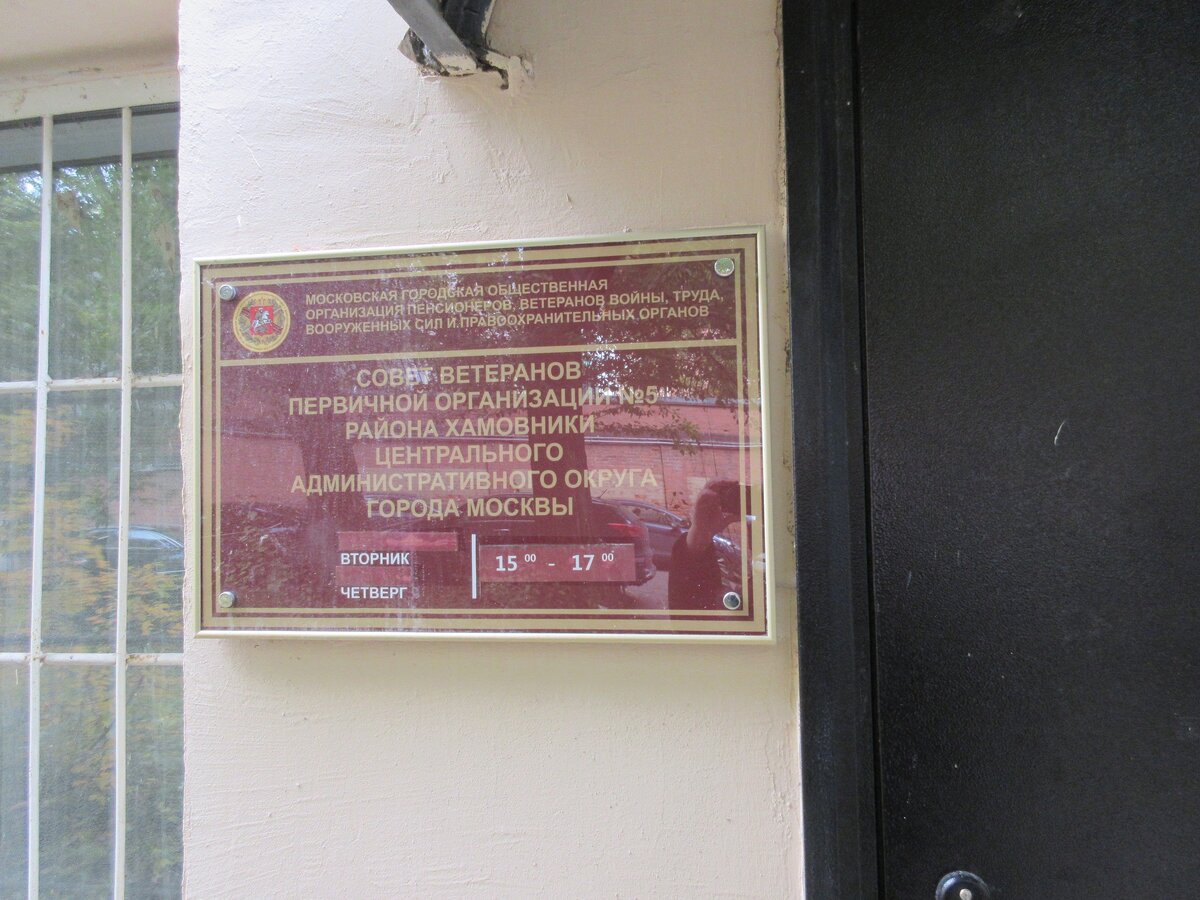 МОСКОВСКАЯ ГОРОДСКАЯ ОБЩЕСТВЕННАЯ
ОРГАНИЗАЦИЯ ПЕНСИОНЕРОВ, ВЕТЕРАНОВ ВОЙНЫ, ТРУДА,
ВООРУЖЕННЫХ СИЛ И ПРАВООХРАНИТЕЛЬНЫХ ОРГАНОВ
СОВЕТ ВЕТЕРАНОВ
ПЕРВИЧНОЙ ОРГАНИЗАЦИИ №5
РАЙОНА ХАМОВНИКИ
ЦЕНТРАЛЬНОГО
АДМИНИСТРАТИВНОГО ОКРУГА
ГОРОДА МОСКВЫ
ВТОРНИК 15 00 - 17 00
ЧЕТВЕРГ